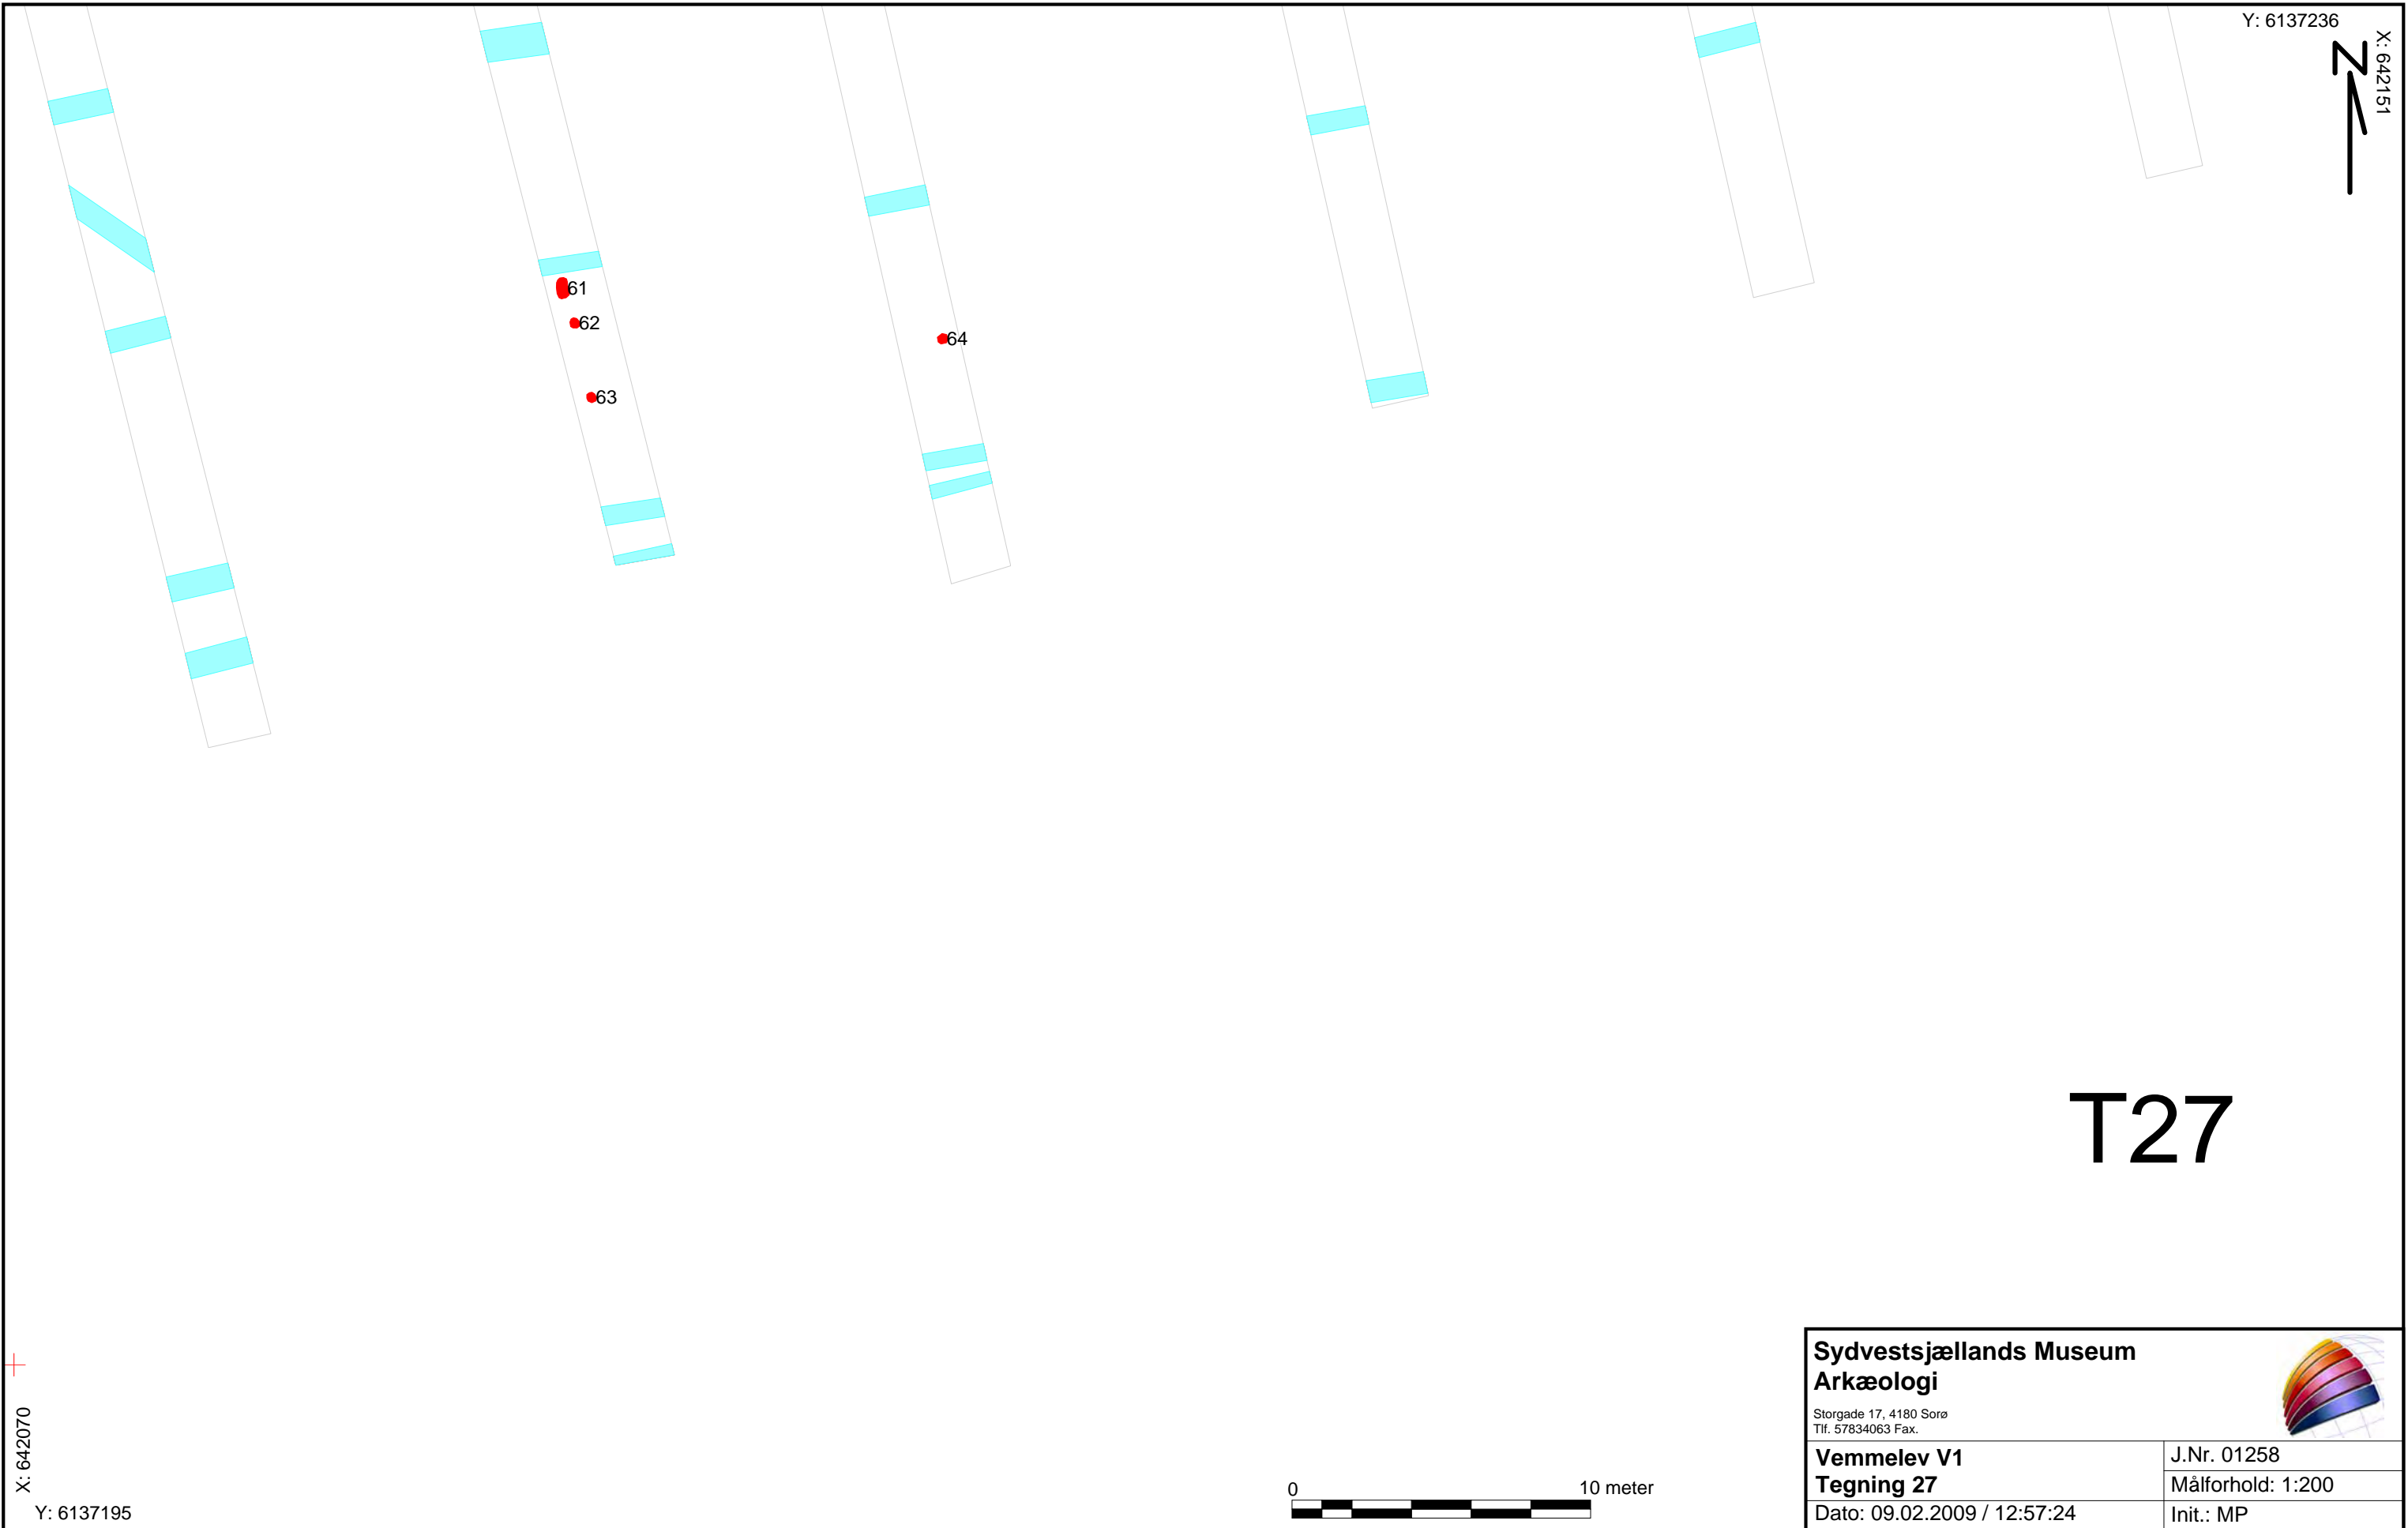 Y: 6137236
X: 642151
N
61
62
64
63
T27
X: 642070
Y: 6137195
0 10 meter
Sydvestsjællands Museum
Arkæologi
Storgade 17, 4180 Sorø
Tlf. 57834063 Fax.
Vemmelev V1
Tegning 27
J.Nr. 01258
Målforhold: 1:200
Dato: 09.02.2009 / 12:57:24
Init.: MP